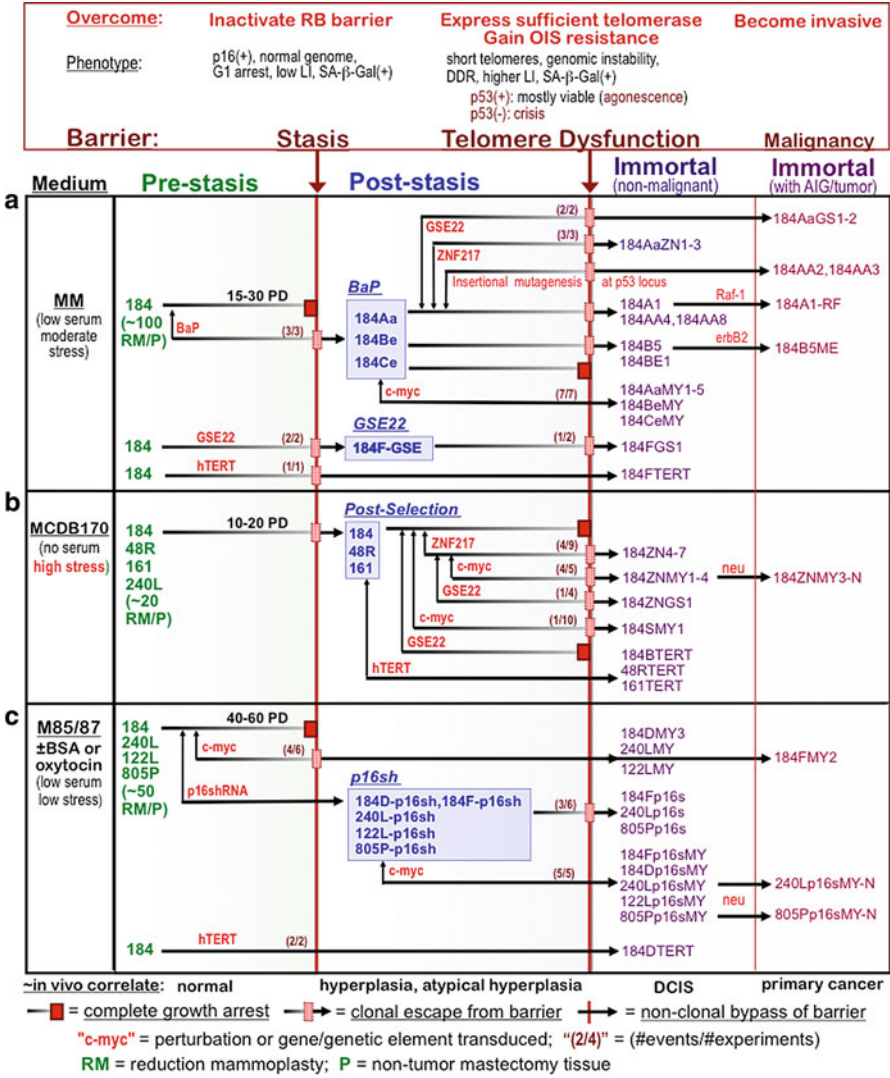 Overcome: Inactivate RB barrier Express sufficient telomerase Become invasive
Gain OIS resistance
Phenotype: p16(+), normal genome, short telomeres, genomic instability,
G1 arrest, low LI, SA-β-Gal(+) DDR, higher LI, SA-β-Gal(+)
p53(+): mostly viable (agonescence)
p53(-): crisis
Barrier: Stasis Telomere Dysfunction Malignancy
Medium Pre-stasis Post-stasis Immortal Immortal
(non-malignant) (with AIG/tumor)
a
(2/2) 184AaGS1-2
GSE22
(3/3) 184AaZN1-3
ZNF217
Insertional mutagenesis at p53 locus 184AA2,184AA3
MM
(low serum
moderate
stress)
184
(~100
RM/P)
15-30 PD
BaP
(3/3)
BaP
184Aa
184Be
184Ce
184A1 Raf-1 184A1-RF
184AA4,184AA8
184B5 erbB2 184B5ME
184BE1
c-myc (7/7) 184AaMY1-5
184BeMY
184CeMY
GSE22
184 GSE22 (2/2) 184F-GSE (1/2) 184FGS1
184 hTERT (1/1) 184FTERT
b
MCDB170
(no serum
high stress)
184
48R
161
240L
(~20
RM/P)
10-20 PD
Post-Selection
184
48R
161
ZNF217 (4/9) 184ZN4-7
c-myc (4/5) 184ZNMY1-4 neu 184ZNMY3-N
GSE22 (1/4) 184ZNGS1
c-myc (1/10) 184SMY1
GSE22
hTERT 184BTERT
48RTERT
161TERT
c
M85/87
±BSA or
oxytocin
(low serum
low stress)
184
240L
122L
805P
(~50
RM/P)
40-60 PD
c-myc (4/6)
p16shRNA
184DMY3
240LMY
122LMY
184FMY2
p16sh
184D-p16sh,184F-p16sh
240L-p16sh
122L-p16sh
805P-p16sh
(3/6)
184Fp16s
240Lp16s
805Pp16s
c-myc (5/5)
184Fp16sMY
184Dp16sMY
240Lp16sMY 240Lp16sMY-N
122Lp16sMY neu
805Pp16sMY 805Pp16sMY-N
184 hTERT (2/2) 184DTERT
~in vivo correlate: normal hyperplasia, atypical hyperplasia DCIS primary cancer
= complete growth arrest = clonal escape from barrier = non-clonal bypass of barrier
"c-myc" = perturbation or gene/genetic element transduced; "(2/4)" = (#events/#experiments)
RM = reduction mammoplasty; P = non-tumor mastectomy tissue